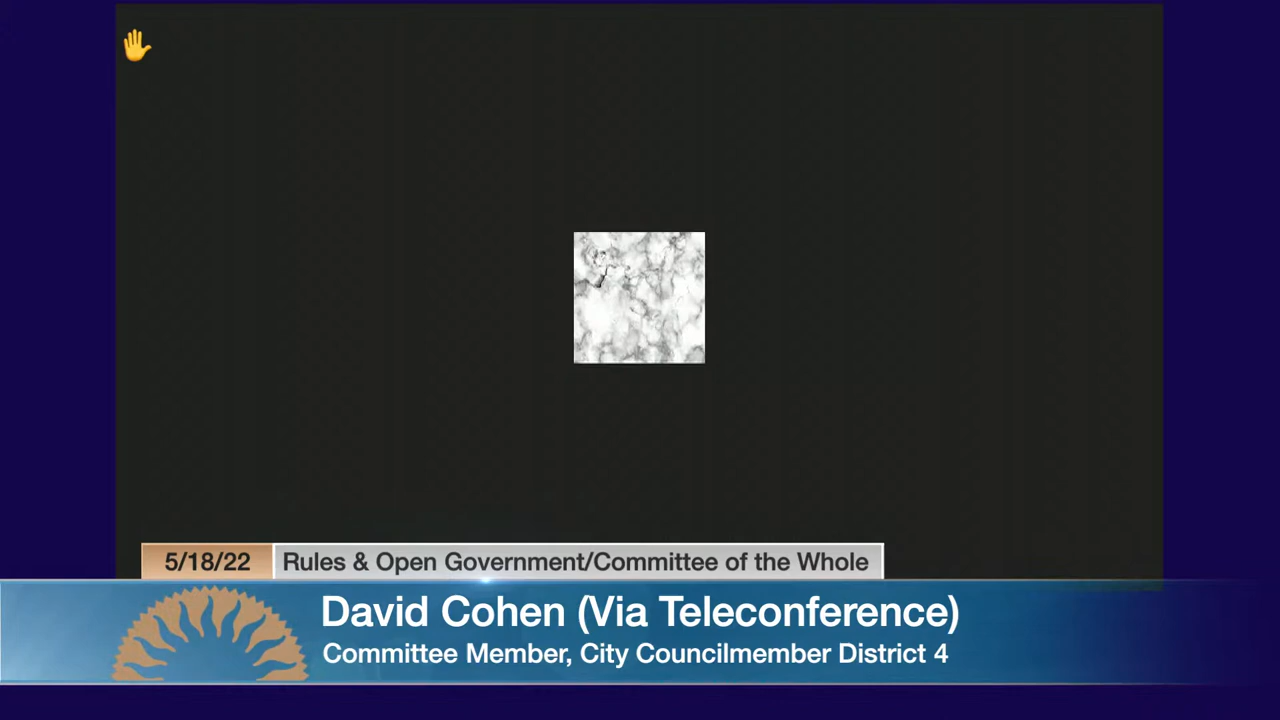 5/18/22 Rules & Open Government/Committee of the Whole
David Cohen (Via Teleconference)
Committee Member, City Councilmember District 4